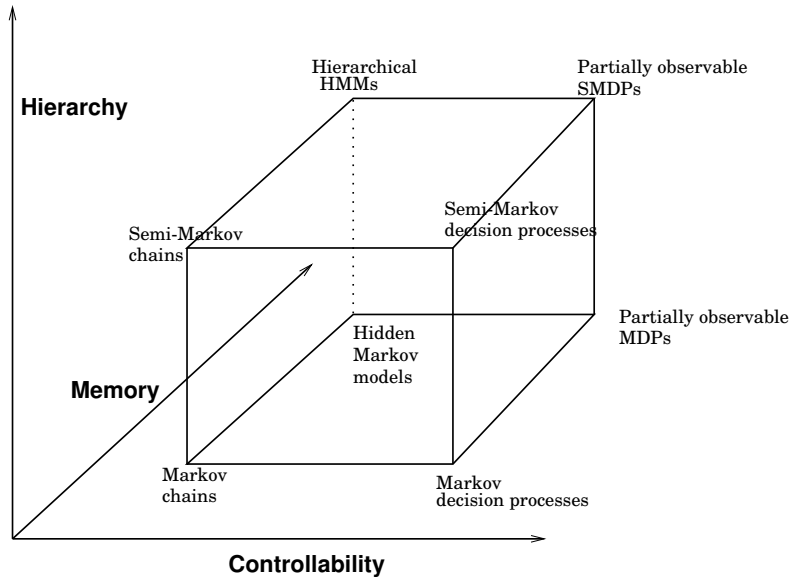 Hierarchical
HMMs
Partially observable
SMDPs
Hierarchy
Semi-Markov
decision processes
Semi-Markov
chains
Partially observable
MDPs
Hidden
Markov
models
Memory
Markov
chains
Markov
decision processes
Controllability